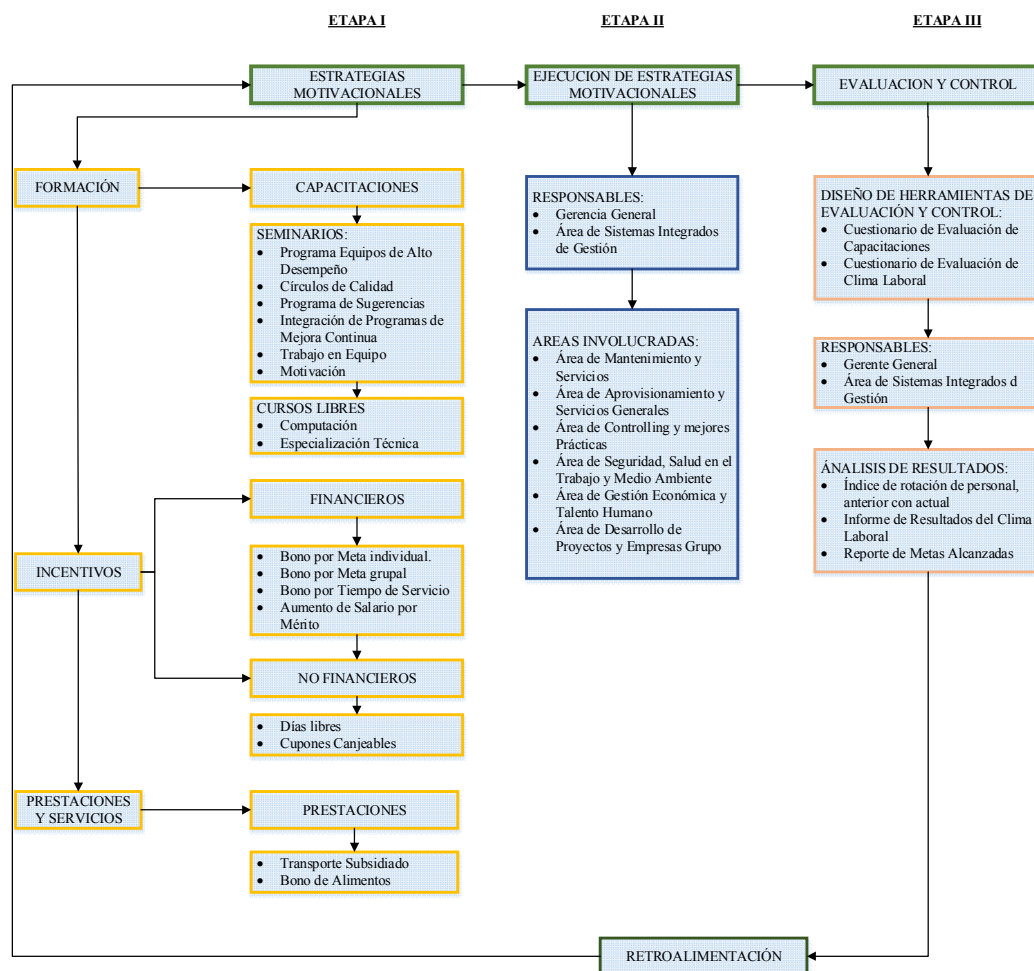 ETAPA I
ETAPA II
ETAPA III
ESTRATEGIAS
MOTIVACIONALES
EJECUCION DE ESTRATEGIAS
MOTIVACIONALES
EVALUACION Y CONTROL
FORMACIÓN
CAPACITACIONES
SEMINARIOS:
• Programa Equipos de Alto
Desempeño
• Círculos de Calidad
• Programa de Sugerencias
• Integración de Programas de
Mejora Continua
• Trabajo en Equipo
• Motivación
CURSOS LIBRES
• Computación
• Especialización Técnica
INCENTIVOS
FINANCIEROS
• Bono por Meta individual.
• Bono por Meta grupal
• Bono por Tiempo de Servicio
• Aumento de Salario por
Mérito
NO FINANCIEROS
• Días libres
• Cupones Canjeables
PRESTACIONES
Y SERVICIOS
PRESTACIONES
• Transporte Subsidiado
• Bono de Alimentos
RESPONSABLES:
• Gerencia General
• Área de Sistemas Integrados
de Gestión
AREAS INVOLUCRADAS:
• Área de Mantenimiento y
Servicios
• Área de Aprovisionamiento y
Servicios Generales
• Área de Controlling y mejores
Prácticas
• Área de Seguridad, Salud en el
Trabajo y Medio Ambiente
• Área de Gestión Económica y
Talento Humano
• Área de Desarrollo de
Proyectos y Empresas Grupo
DISEÑO DE HERRAMIENTAS DE
EVALUACIÓN Y CONTROL:
• Cuestionario de Evaluación de
Capacitaciones
• Cuestionario de Evaluación de
Clima Laboral
RESPONSABLES:
• Gerente General
• Área de Sistemas Integrados d
Gestión
ÁNALISIS DE RESULTADOS:
• Índice de rotación de personal,
anterior con actual
• Informe de Resultados del Clima
Laboral
• Reporte de Metas Alcanzadas
RETROALIMENTACIÓN